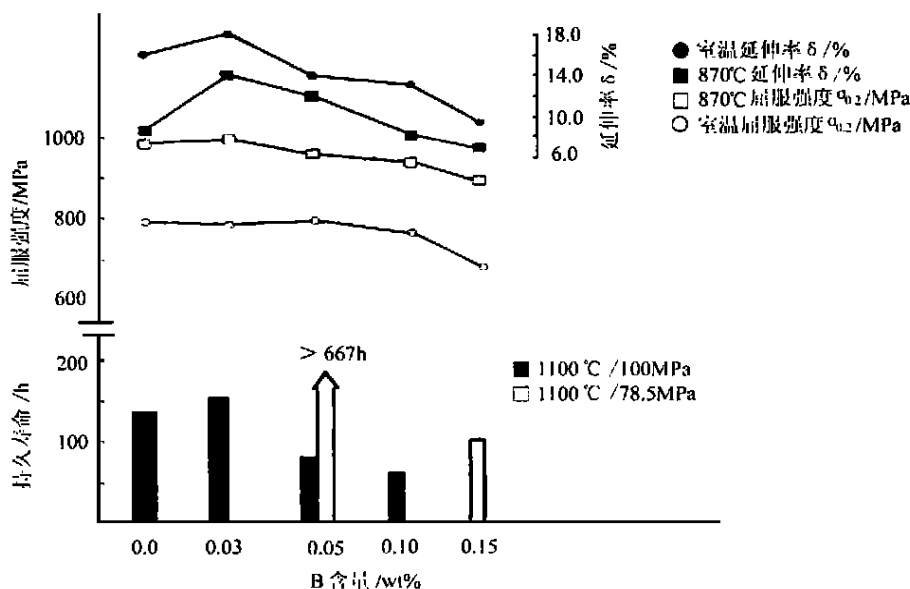 18.0
14.0
10.0
6.0
延伸率 δ /%
室温延伸率 δ /%
870℃延伸率 δ /%
870℃屈服强度 σ0.2 /MPa
室温屈服强度 σ0.2 /MPa
1000
800
600
屈服强度/MPa
> 667h
200
100
持久寿命 /h
1100℃ /100MPa
1100℃ /78.5MPa
0.0 0.03 0.05 0.10 0.15
B 含量 /wt%